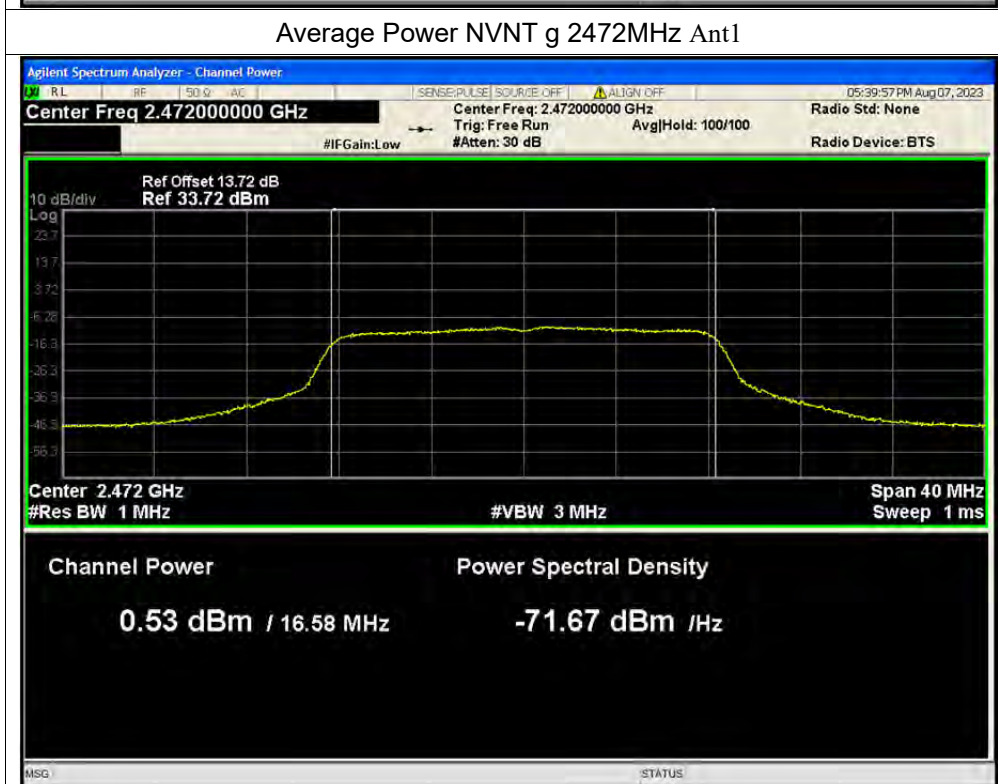 Average Power NVNT g 2472MHz Ant1
Agilent Spectrum Analyzer - Channel Power
LXI RL RF 50 Ω AC SENSE:PULSE SOURCE OFF ALIGN OFF 05:39:57 PM Aug 07, 2023
Center Freq 2.472000000 GHz Center Freq: 2.472000000 GHz Radio Std: None
Trig: Free Run Avg|Hold: 100/100
#IFGain:Low #Atten: 30 dB Radio Device: BTS
Ref Offset 13.72 dB
10 dB/div Ref 33.72 dBm
Log
23.7
13.7
3.72
-6.28
-16.3
-26.3
-36.3
-46.3
-56.3
Center 2.472 GHz Span 40 MHz
#Res BW 1 MHz #VBW 3 MHz Sweep 1 ms
Channel Power Power Spectral Density
0.53 dBm / 16.58 MHz -71.67 dBm /Hz
MSG STATUS